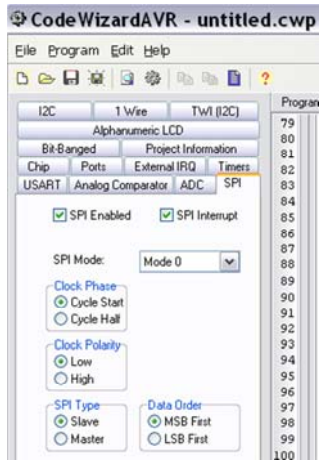 CodeWizardAVR - untitled.cwp
File Program Edit Help
I2C 1 Wire TWI (I2C)
Alphanumeric LCD
Bit-Banged Project Information
Chip Ports External IRQ Timers
USART Analog Comparator ADC SPI
SPI Enabled SPI Interrupt
SPI Mode: Mode 0
Clock Phase
Cycle Start
Cycle Half
Clock Polarity
Low
High
SPI Type Data Order
Slave MSB First
Master LSB First
Program
79
80
81
82
83
84
85
86
87
88
89
90
91
92
93
94
95
96
97
98
99
100